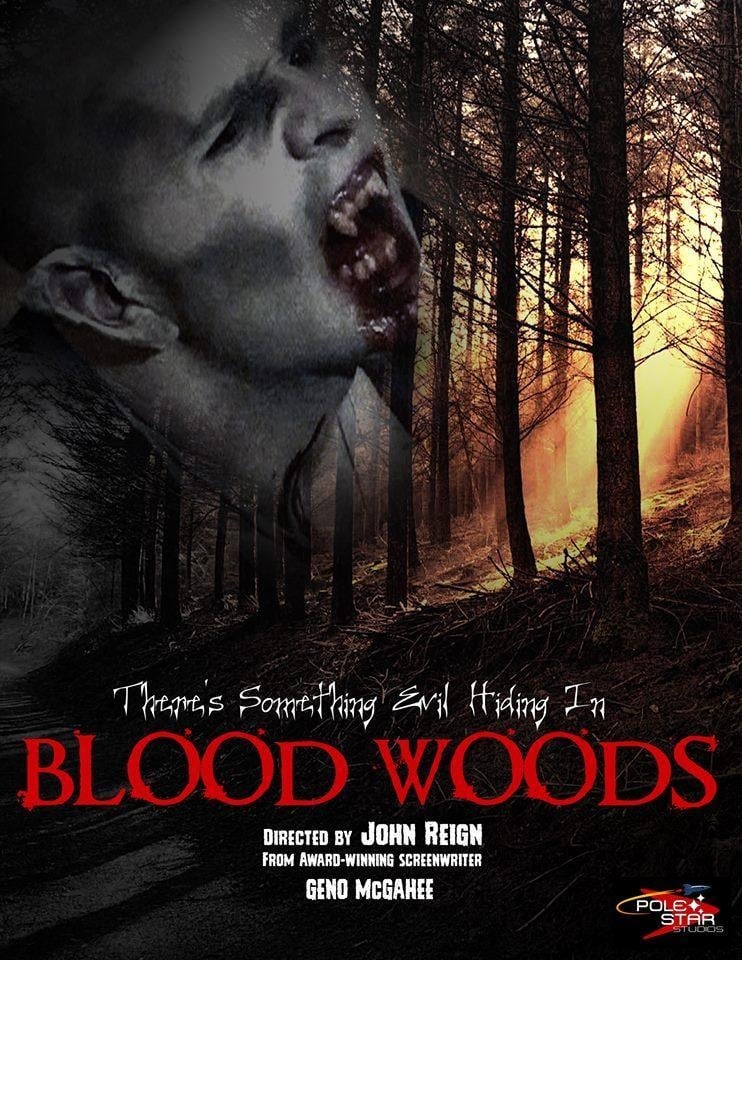 There's Something Evil Hiding In
BLOOD WOODS
DIRECTED BY JOHN REIGN
FROM AWARD-WINNING SCREENWRITER
GENO MCGAHEE
POLE STAR
STUDIOS